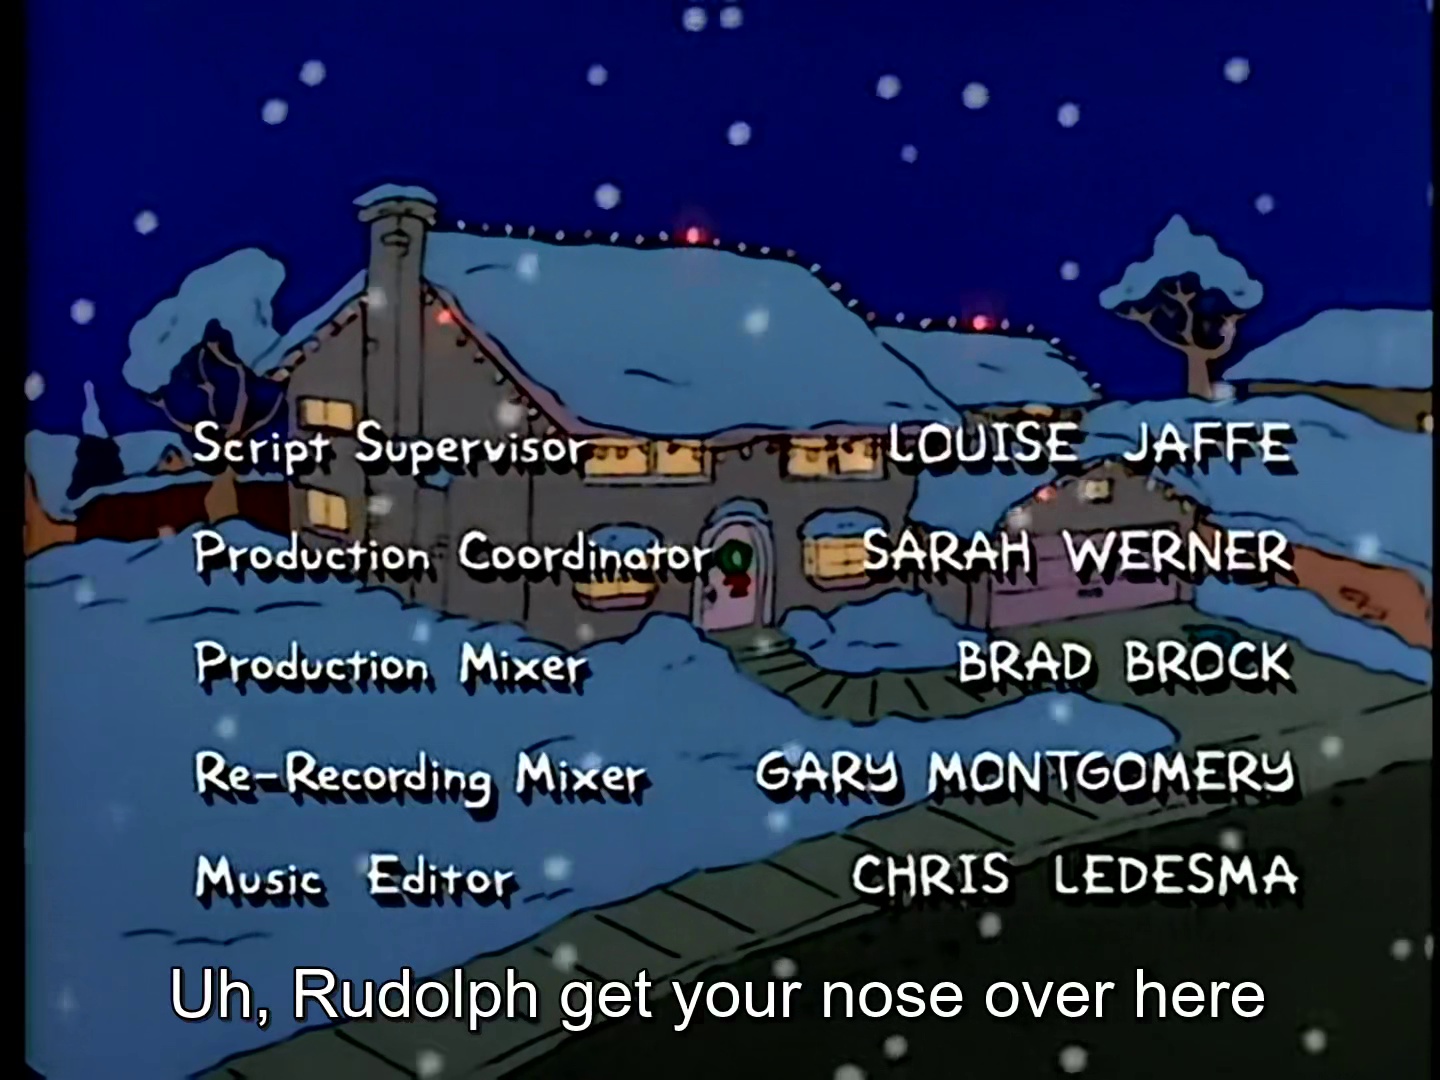 Script Supervisor LOUISE JAFFE
Production Coordinator SARAH WERNER
Production Mixer BRAD BROCK
Re-Recording Mixer GARY MONTGOMERY
Music Editor CHRIS LEDESMA
Uh, Rudolph get your nose over here